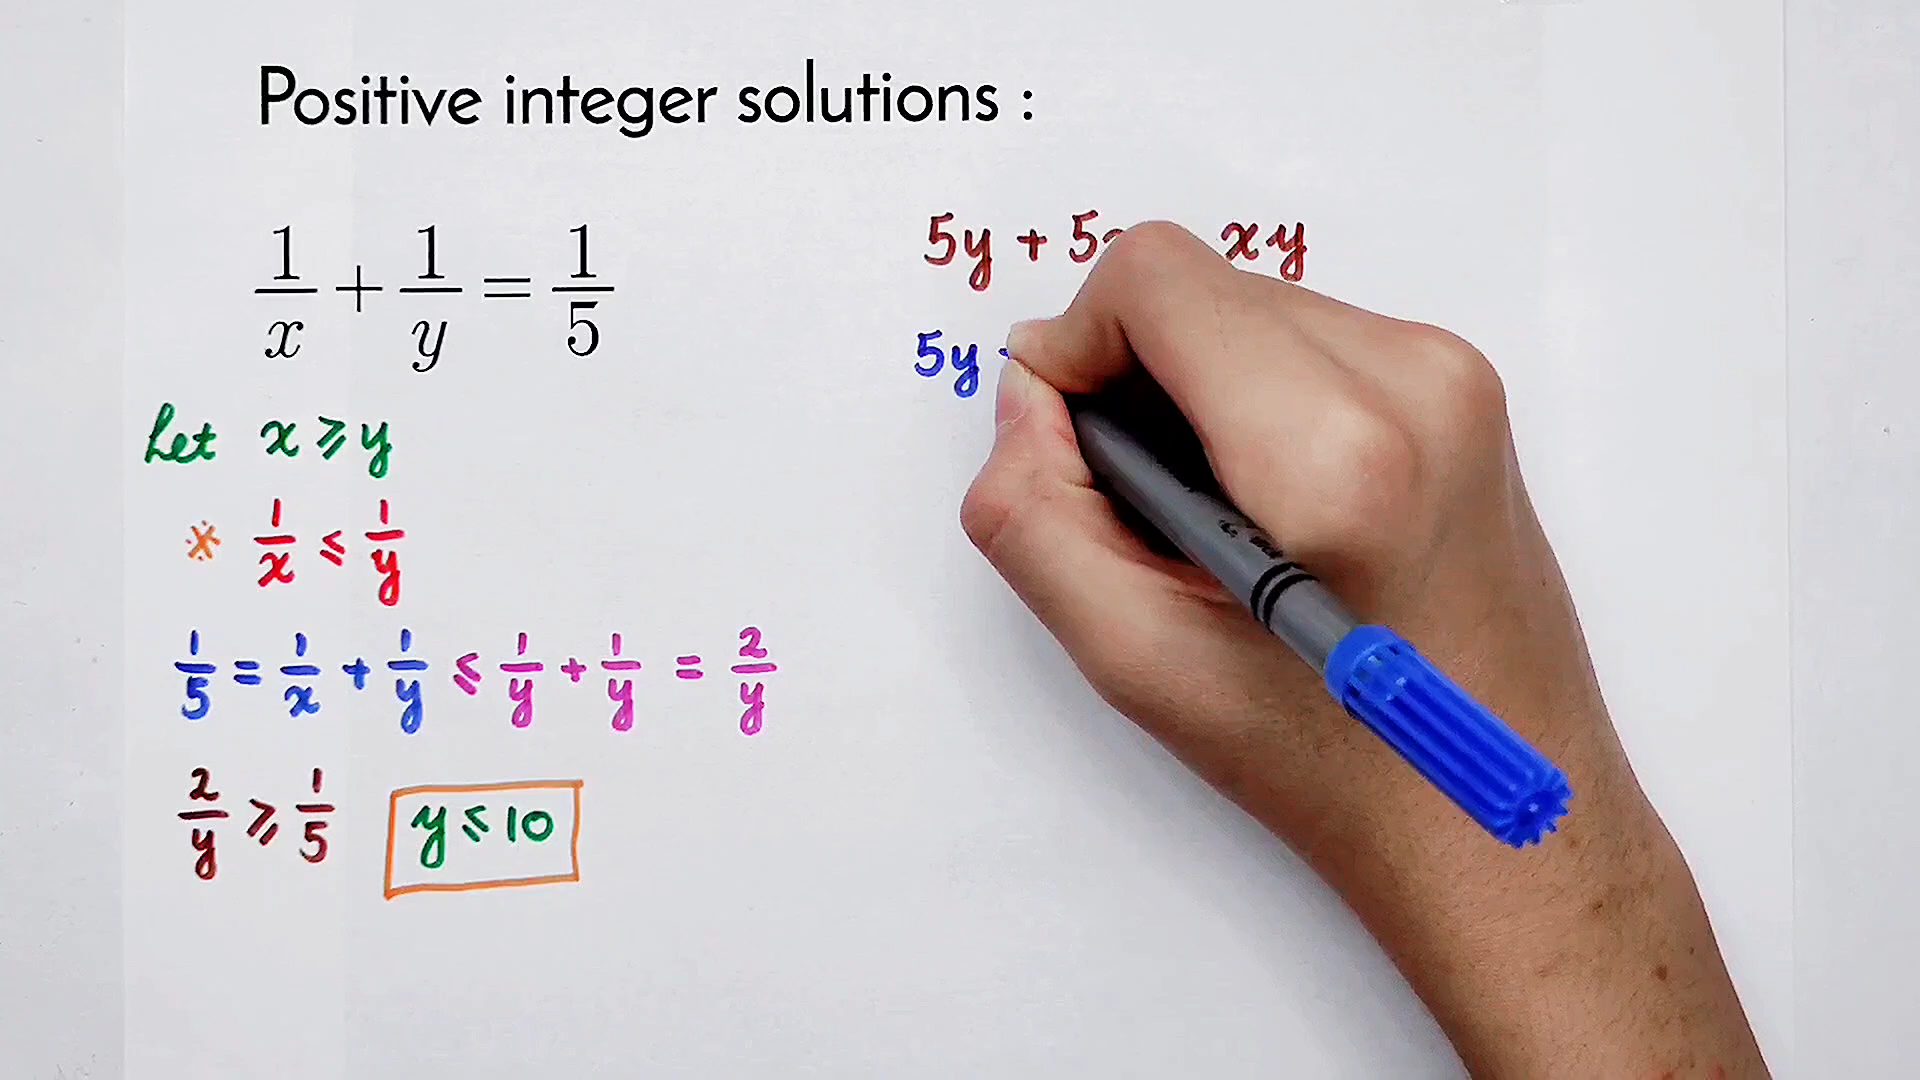 Positive integer solutions :
1/x + 1/y = 1/5
Let x ⩾ y
※ 1/x ⩽ 1/y
1/5 = 1/x + 1/y ⩽ 1/y + 1/y = 2/y
2/y ⩾ 1/5
y ⩽ 10
5y + 5 xy
5y